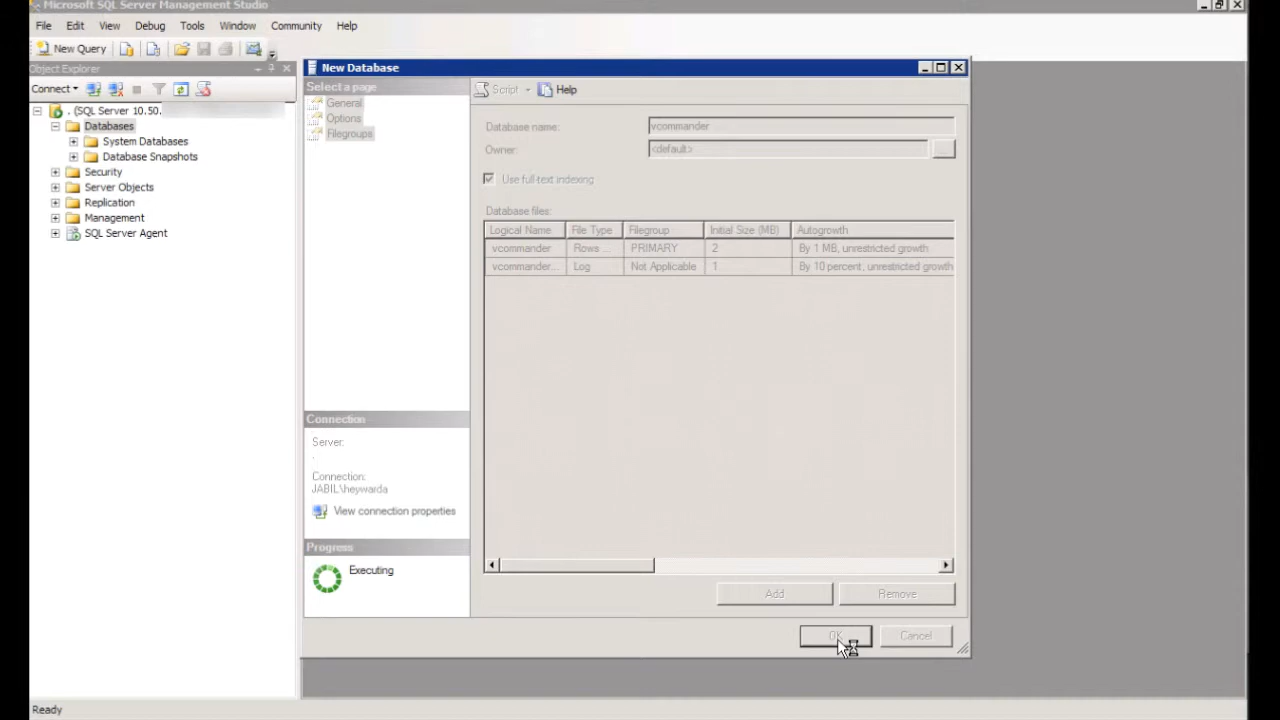 Microsoft SQL Server Management Studio
File Edit View Debug Tools Window Community Help
New Query
Object Explorer
Connect
. (SQL Server 10.50.
Databases
System Databases
Database Snapshots
Security
Server Objects
Replication
Management
SQL Server Agent
New Database
Select a page
General
Options
Filegroups
Script Help
Database name: vcommander
Owner: <default>
Use full-text indexing
Database files:
Logical Name File Type Filegroup Initial Size (MB) Autogrowth
vcommander Rows ... PRIMARY 2 By 1 MB, unrestricted growth
vcommander... Log Not Applicable 1 By 10 percent, unrestricted growth
Connection
Server:
.
Connection:
JABIL\heywarda
View connection properties
Progress
Executing
Add Remove
OK Cancel
Ready